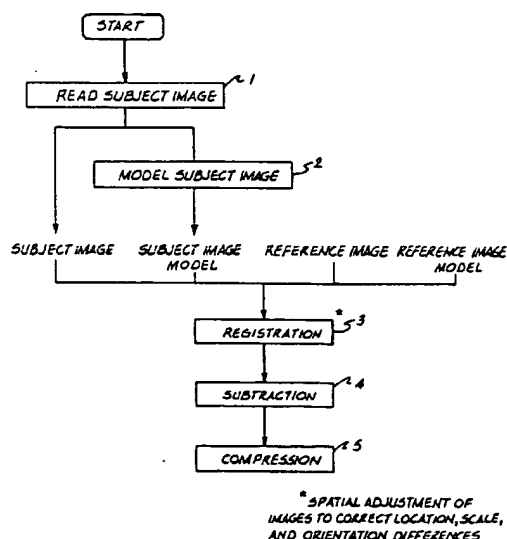 START
READ SUBJECT IMAGE
1
MODEL SUBJECT IMAGE
2
SUBJECT IMAGE
SUBJECT IMAGE
MODEL
REFERENCE IMAGE
REFERENCE IMAGE
MODEL
REGISTRATION
*
3
SUBTRACTION
4
COMPRESSION
5
* SPATIAL ADJUSTMENT OF
IMAGES TO CORRECT LOCATION, SCALE,
AND ORIENTATION DIFFERENCES